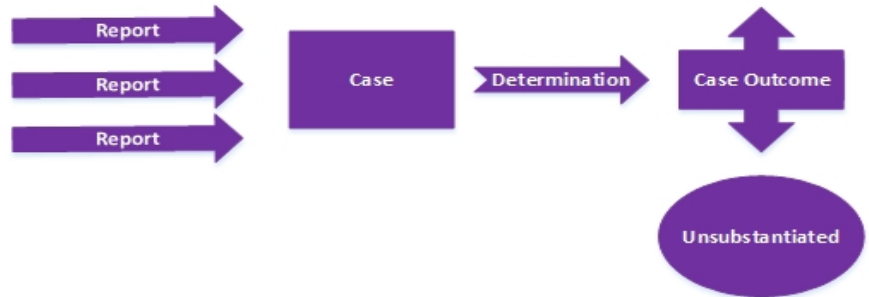 Report
Report
Report
Case
Determination
Case Outcome
Unsubstantiated